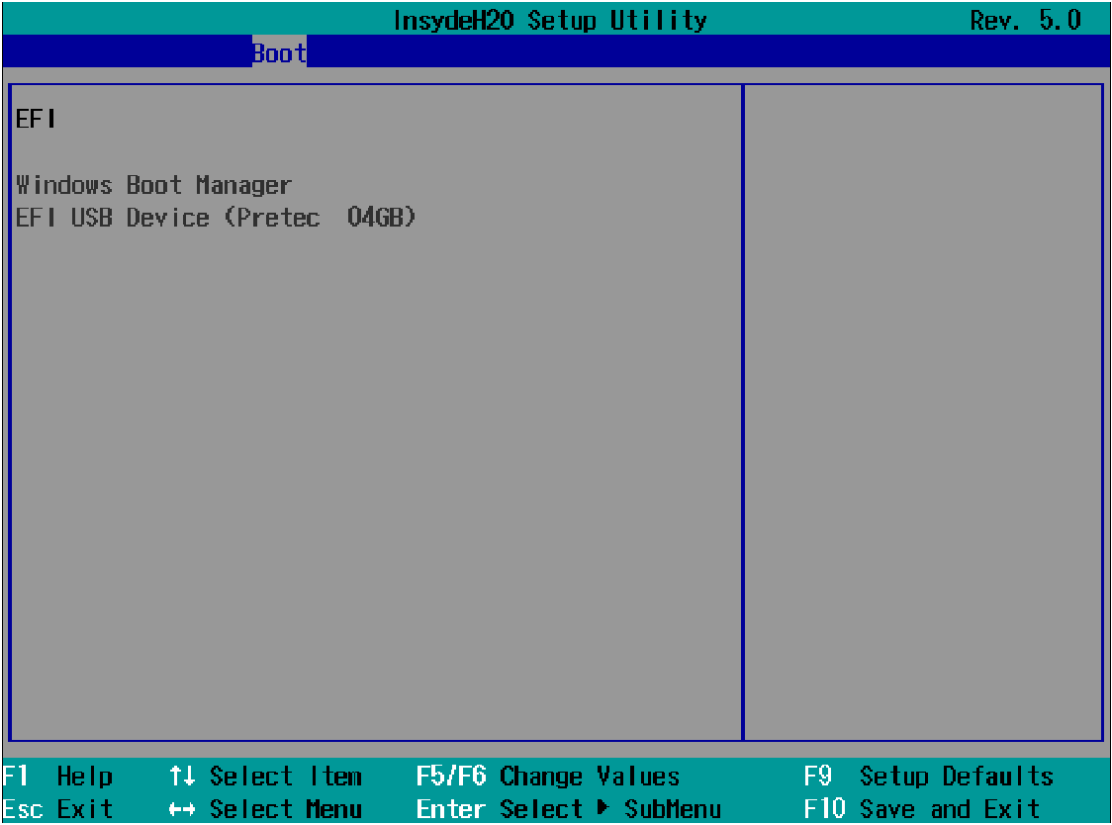 InsydeH20 Setup Utility Rev. 5.0
Boot
EFI
Windows Boot Manager
EFI USB Device (Pretec 04GB)
F1 Help ↑↓ Select Item F5/F6 Change Values F9 Setup Defaults
Esc Exit ←→ Select Menu Enter Select ▶ SubMenu F10 Save and Exit